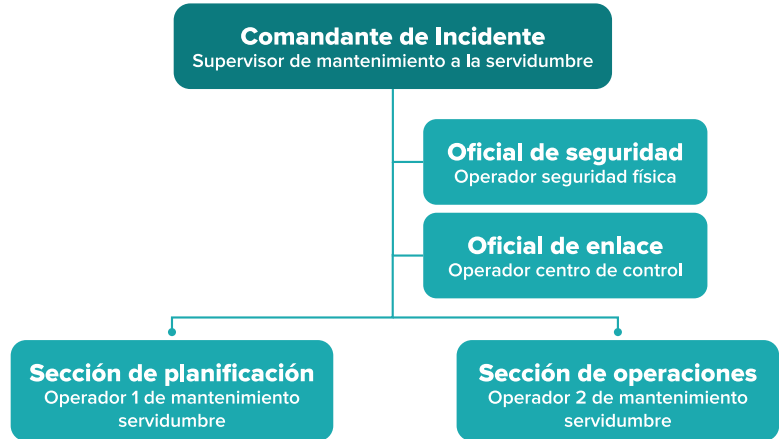 Comandante de Incidente
Supervisor de mantenimiento a la servidumbre
Oficial de seguridad
Operador seguridad física
Oficial de enlace
Operador centro de control
Sección de planificación
Operador 1 de mantenimiento
servidumbre
Sección de operaciones
Operador 2 de mantenimiento
servidumbre